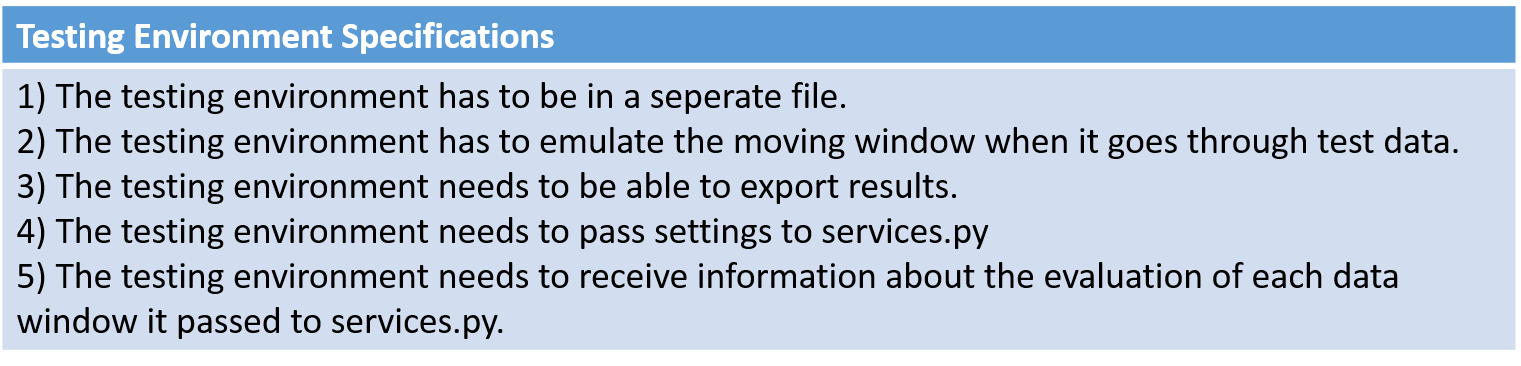 Testing Environment Specifications
1) The testing environment has to be in a seperate file.
2) The testing environment has to emulate the moving window when it goes through test data.
3) The testing environment needs to be able to export results.
4) The testing environment needs to pass settings to services.py
5) The testing environment needs to receive information about the evaluation of each data
window it passed to services.py.